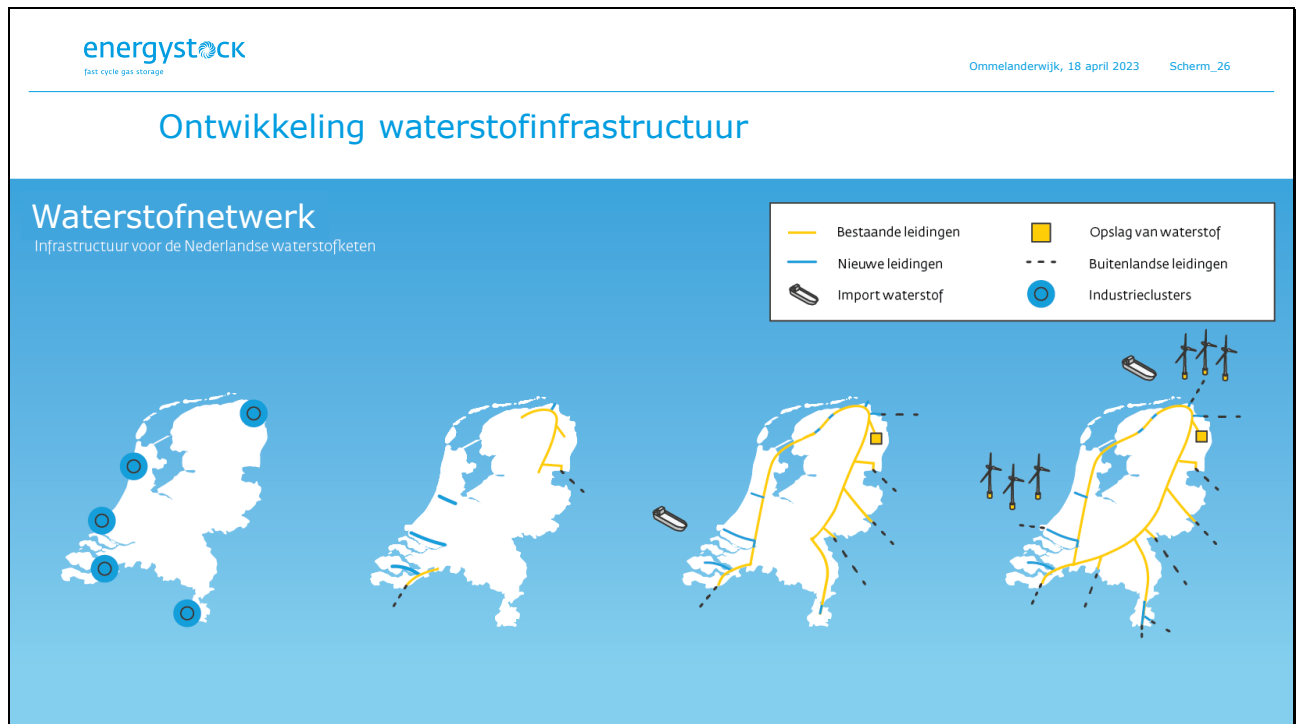 energystock
fast cycle gas storage
Ommelanderwijk, 18 april 2023 Scherm_26
Ontwikkeling waterstofinfrastructuur
Waterstofnetwerk
Infrastructuur voor de Nederlandse waterstofketen
Bestaande leidingen
Opslag van waterstof
Nieuwe leidingen
Buitenlandse leidingen
Import waterstof
Industrieclusters